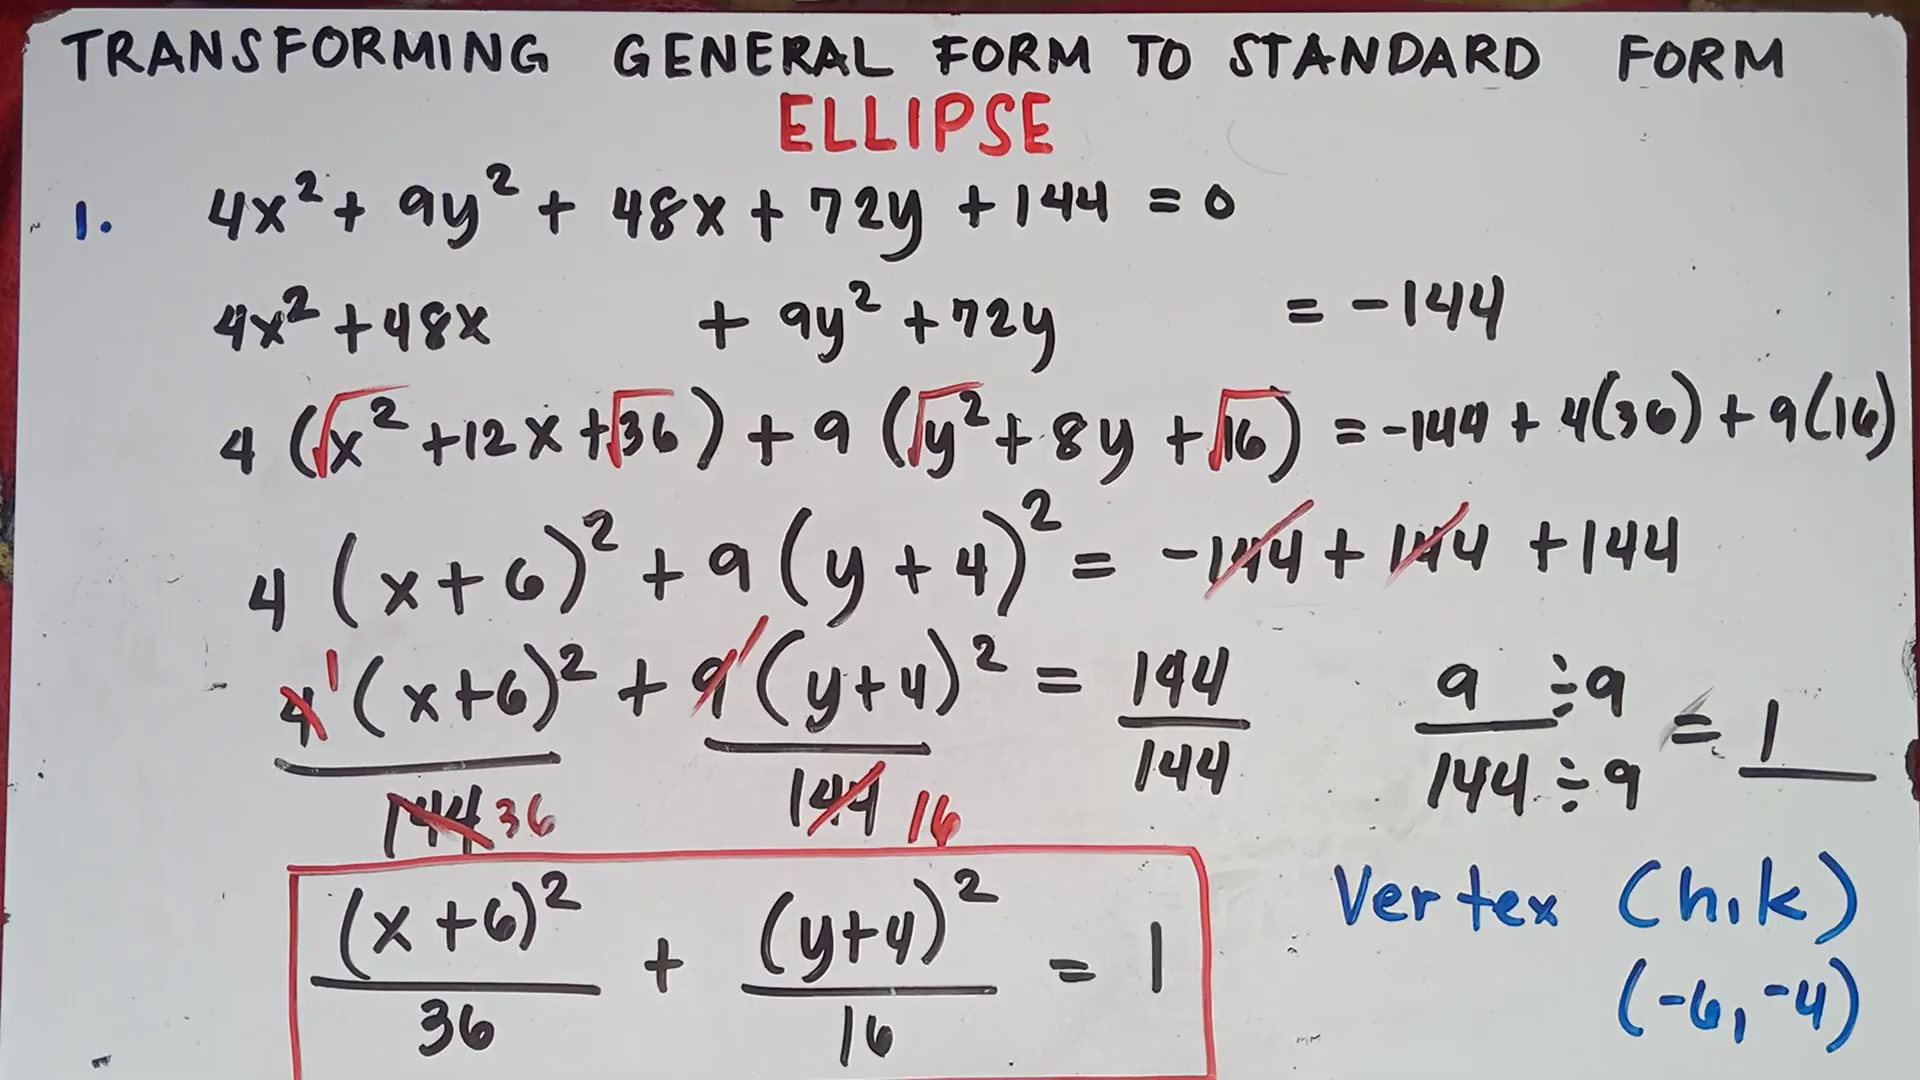 TRANSFORMING GENERAL FORM TO STANDARD FORM
ELLIPSE
1. 4x² + 9y² + 48x + 72y + 144 = 0
4x² + 48x + 9y² + 72y = -144
4 (√x² + 12x + √36) + 9 (√y² + 8y + √16) = -144 + 4(36) + 9(16)
4 (x + 6)² + 9 (y + 4)² = -144 + 144 + 144
4 1 (x+6)² + 9 1 (y+4)² = 144 9 ÷9 = 1
144 36 144 16 144 144 ÷9
(x+6)² + (y+4)² = 1 Vertex (h,k)
36 16 (-6,-4)